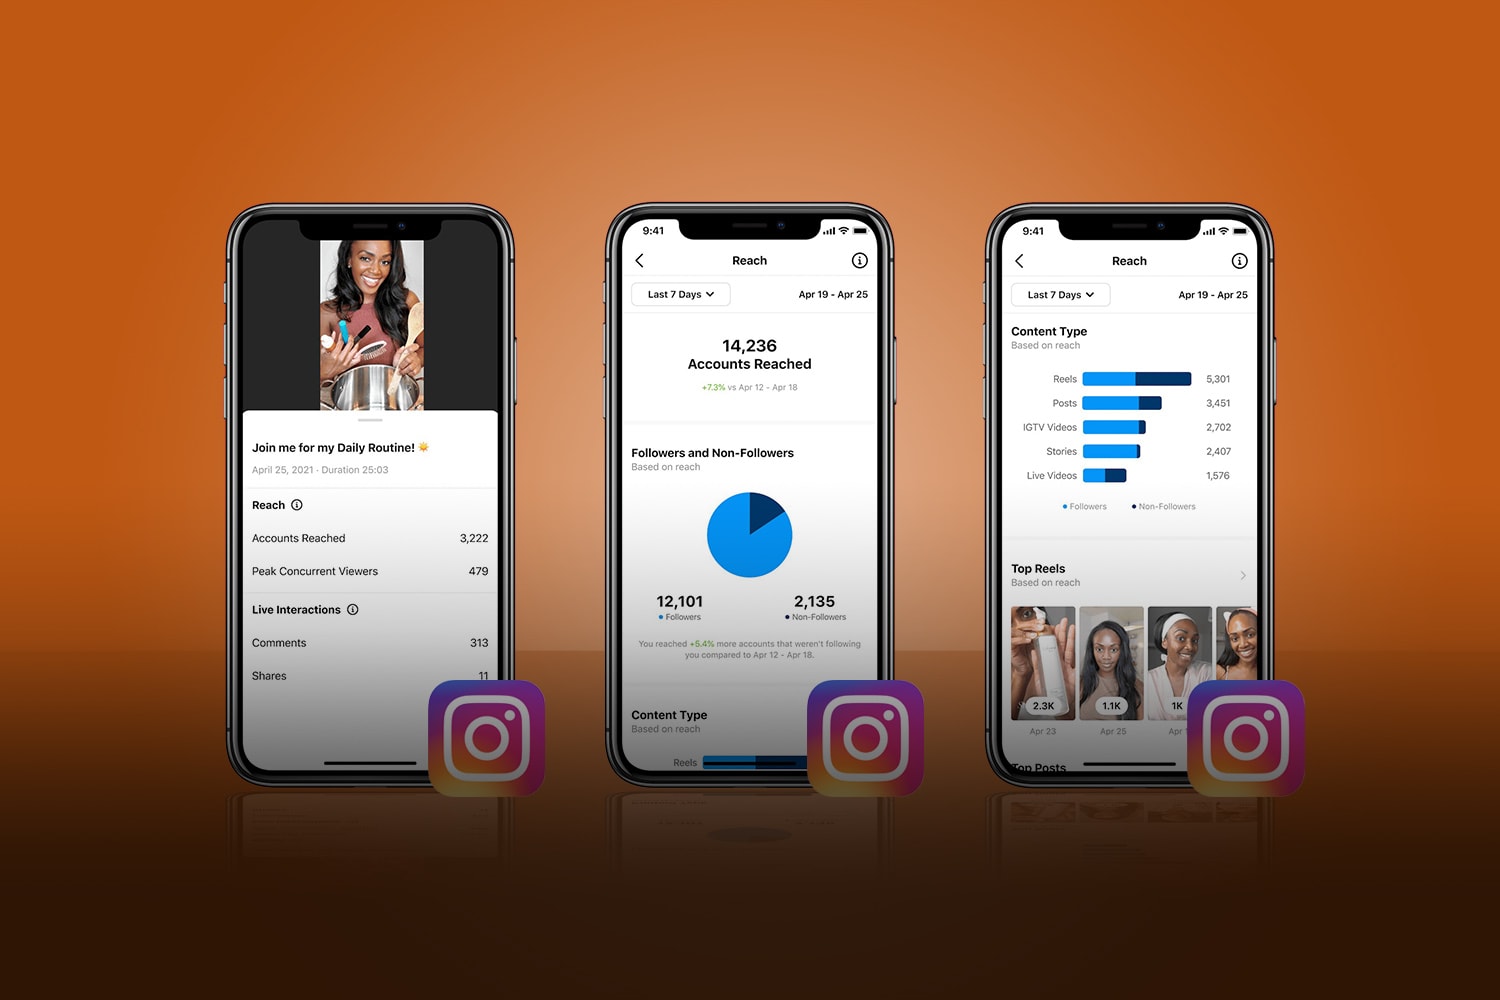 Join me for my Daily Routine! ☀️
April 25, 2021 · Duration 25:03
Reach
Accounts Reached 3,222
Peak Concurrent Viewers 479
Live Interactions
Comments 313
Shares 11
9:41
Reach
Last 7 Days Apr 19 - Apr 25
14,236
Accounts Reached
+7.3% vs Apr 12 - Apr 18
Followers and Non-Followers
Based on reach
12,101 2,135
Followers Non-Followers
You reached +5.4% more accounts that weren't following
you compared to Apr 12 - Apr 18.
Content Type
Based on reach
Reels
9:41
Reach
Last 7 Days Apr 19 - Apr 25
Content Type
Based on reach
Reels 5,301
Posts 3,451
IGTV Videos 2,702
Stories 2,407
Live Videos 1,576
Followers Non-Followers
Top Reels
Based on reach
2.3K 1.1K 1K
Apr 23 Apr 25 Apr
Top Posts